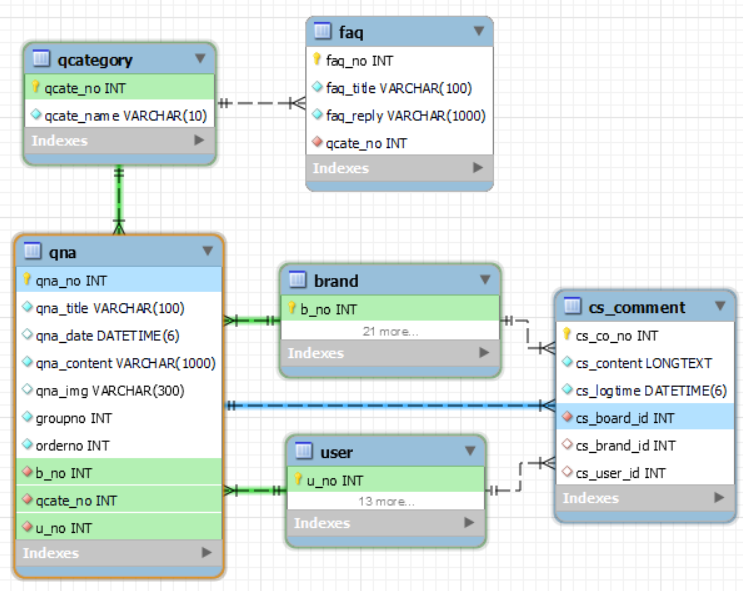 qcategory
qcate_no INT
qcate_name VARCHAR(10)
Indexes
faq
faq_no INT
faq_title VARCHAR(100)
faq_reply VARCHAR(1000)
qcate_no INT
Indexes
qna
qna_no INT
qna_title VARCHAR(100)
qna_date DATETIME(6)
qna_content VARCHAR(1000)
qna_img VARCHAR(300)
groupno INT
orderno INT
b_no INT
qcate_no INT
u_no INT
Indexes
brand
b_no INT
21 more...
Indexes
user
u_no INT
13 more...
Indexes
cs_comment
cs_co_no INT
cs_content LONGTEXT
cs_logtime DATETIME(6)
cs_board_id INT
cs_brand_id INT
cs_user_id INT
Indexes